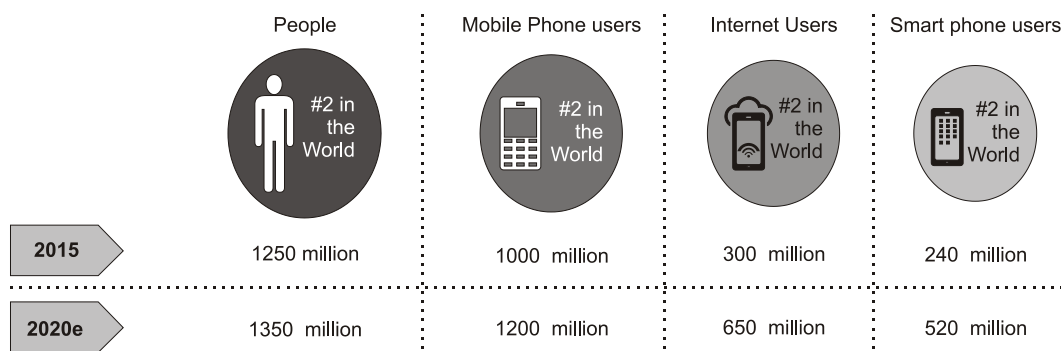 People
Mobile Phone users
Internet Users
Smart phone users
#2 in
the
World
#2 in
the
World
#2 in
the
World
#2 in
the
World
2015
1250 million
1000 million
300 million
240 million
2020e
1350 million
1200 million
650 million
520 million